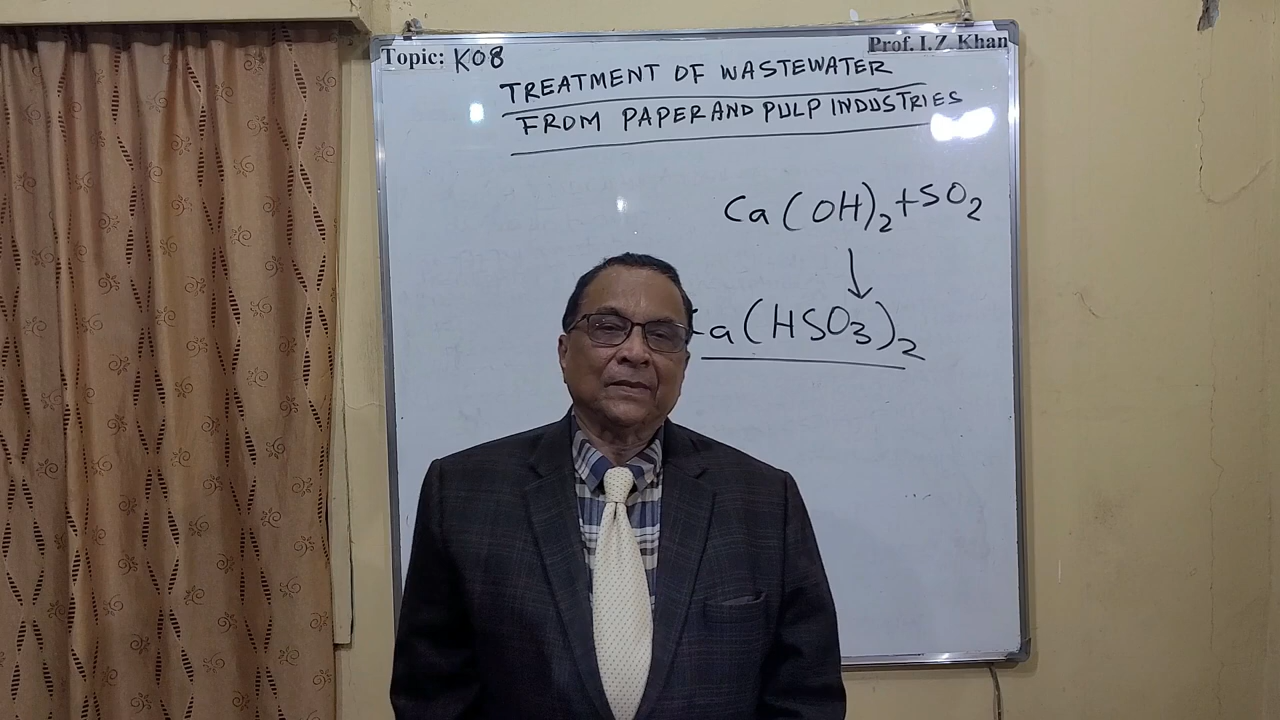 Topic: K08
Prof. I.Z. Khan
TREATMENT OF WASTEWATER
FROM PAPER AND PULP INDUSTRIES
Ca(OH)₂+SO₂
↓
a(HSO₃)₂